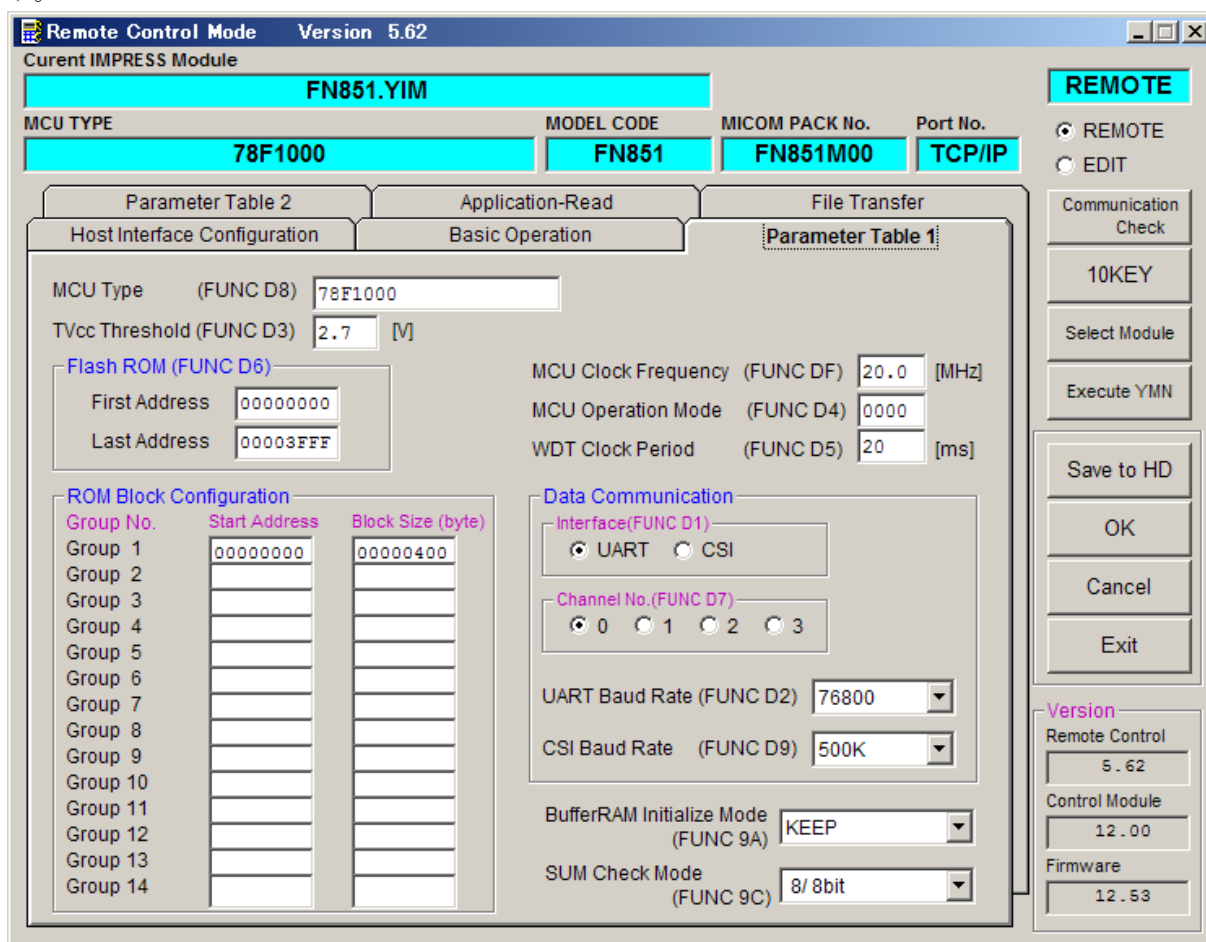 Remote Control Mode Version 5.62
Curent IMPRESS Module
FN851.YIM
REMOTE
MCU TYPE MODEL CODE MICOM PACK No. Port No.
78F1000 FN851 FN851M00 TCP/IP
REMOTE
EDIT
Parameter Table 2 Application-Read File Transfer
Host Interface Configuration Basic Operation Parameter Table 1
Communication
Check
10KEY
Select Module
Execute YMN
MCU Type (FUNC D8) 78F1000
TVcc Threshold (FUNC D3) 2.7 [V]
Flash ROM (FUNC D6)
First Address 00000000
Last Address 00003FFF
MCU Clock Frequency (FUNC DF) 20.0 [MHz]
MCU Operation Mode (FUNC D4) 0000
WDT Clock Period (FUNC D5) 20 [ms]
ROM Block Configuration
Group No. Start Address Block Size (byte)
Group 1 00000000 00000400
Group 2
Group 3
Group 4
Group 5
Group 6
Group 7
Group 8
Group 9
Group 10
Group 11
Group 12
Group 13
Group 14
Data Communication
Interface(FUNC D1)
UART CSI
Channel No.(FUNC D7)
0 1 2 3
UART Baud Rate (FUNC D2) 76800
CSI Baud Rate (FUNC D9) 500K
BufferRAM Initialize Mode
(FUNC 9A) KEEP
SUM Check Mode
(FUNC 9C) 8/ 8bit
Save to HD
OK
Cancel
Exit
Version
Remote Control
5.62
Control Module
12.00
Firmware
12.53